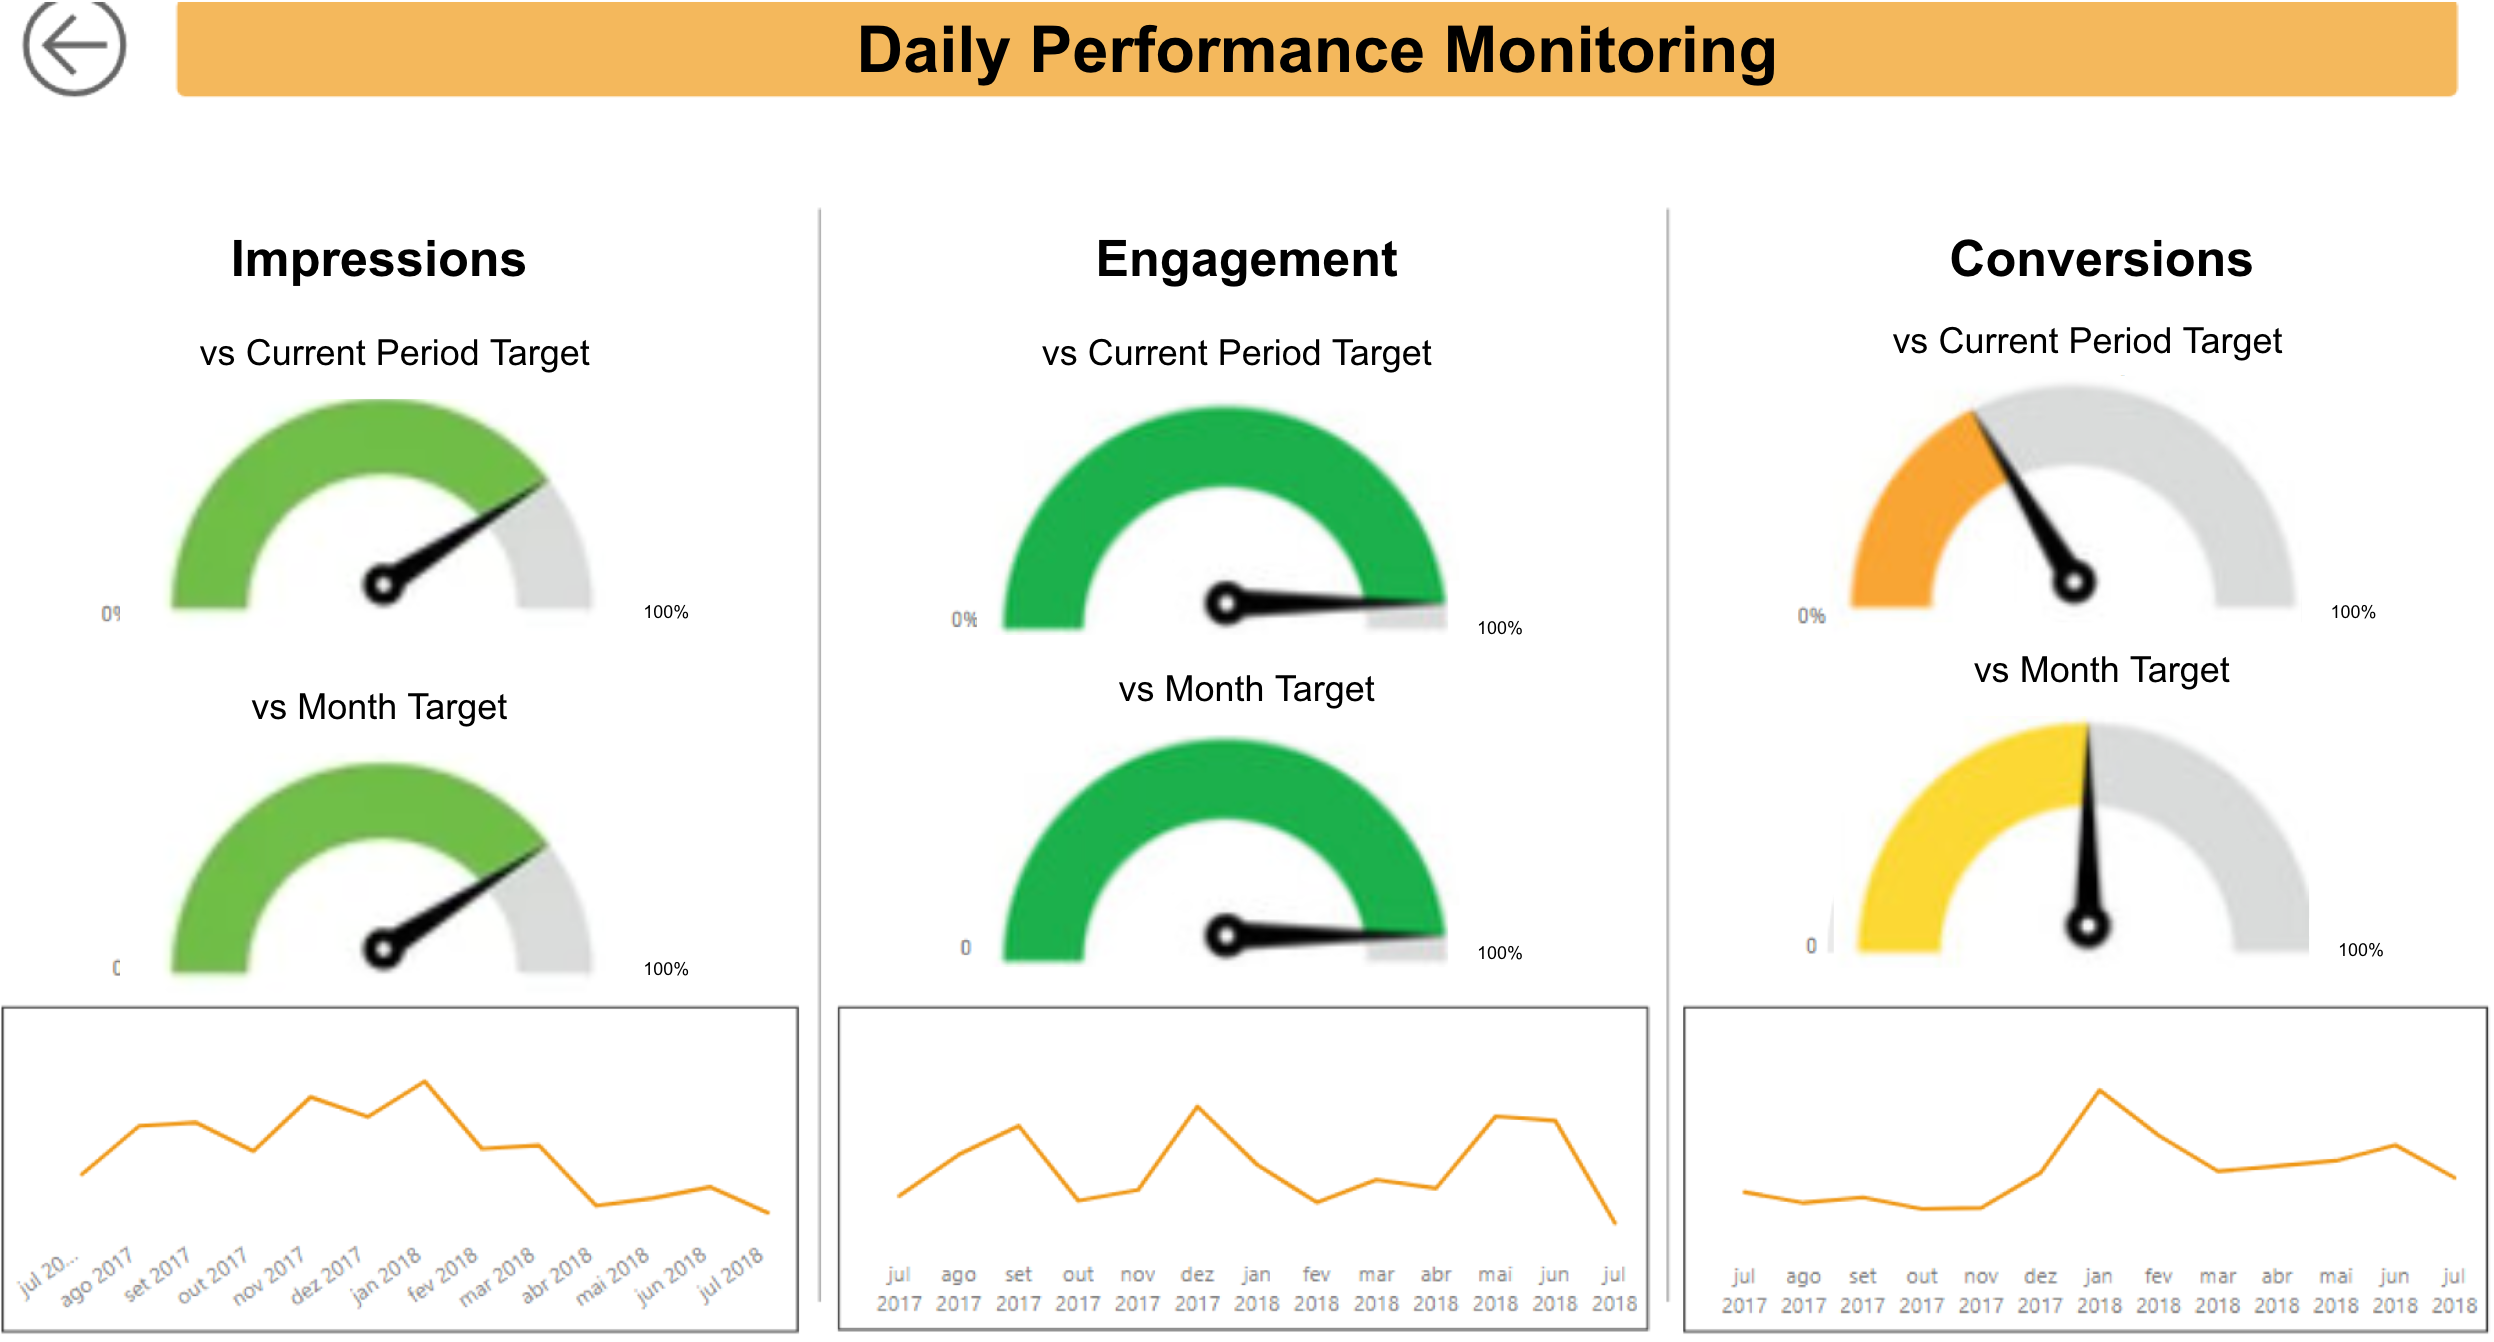 Daily Performance Monitoring
Impressions
vs Current Period Target
0%
100%
vs Month Target
0
100%
jul 20...
ago 2017
set 2017
out 2017
nov 2017
dez 2017
jan 2018
fev 2018
mar 2018
abr 2018
mai 2018
jun 2018
jul 2018
Engagement
vs Current Period Target
0%
100%
vs Month Target
0
100%
jul ago set out nov dez jan fev mar abr mai jun jul
2017 2017 2017 2017 2017 2017 2018 2018 2018 2018 2018 2018 2018
Conversions
vs Current Period Target
0%
100%
vs Month Target
0
100%
jul ago set out nov dez jan fev mar abr mai jun jul
2017 2017 2017 2017 2017 2017 2018 2018 2018 2018 2018 2018 2018